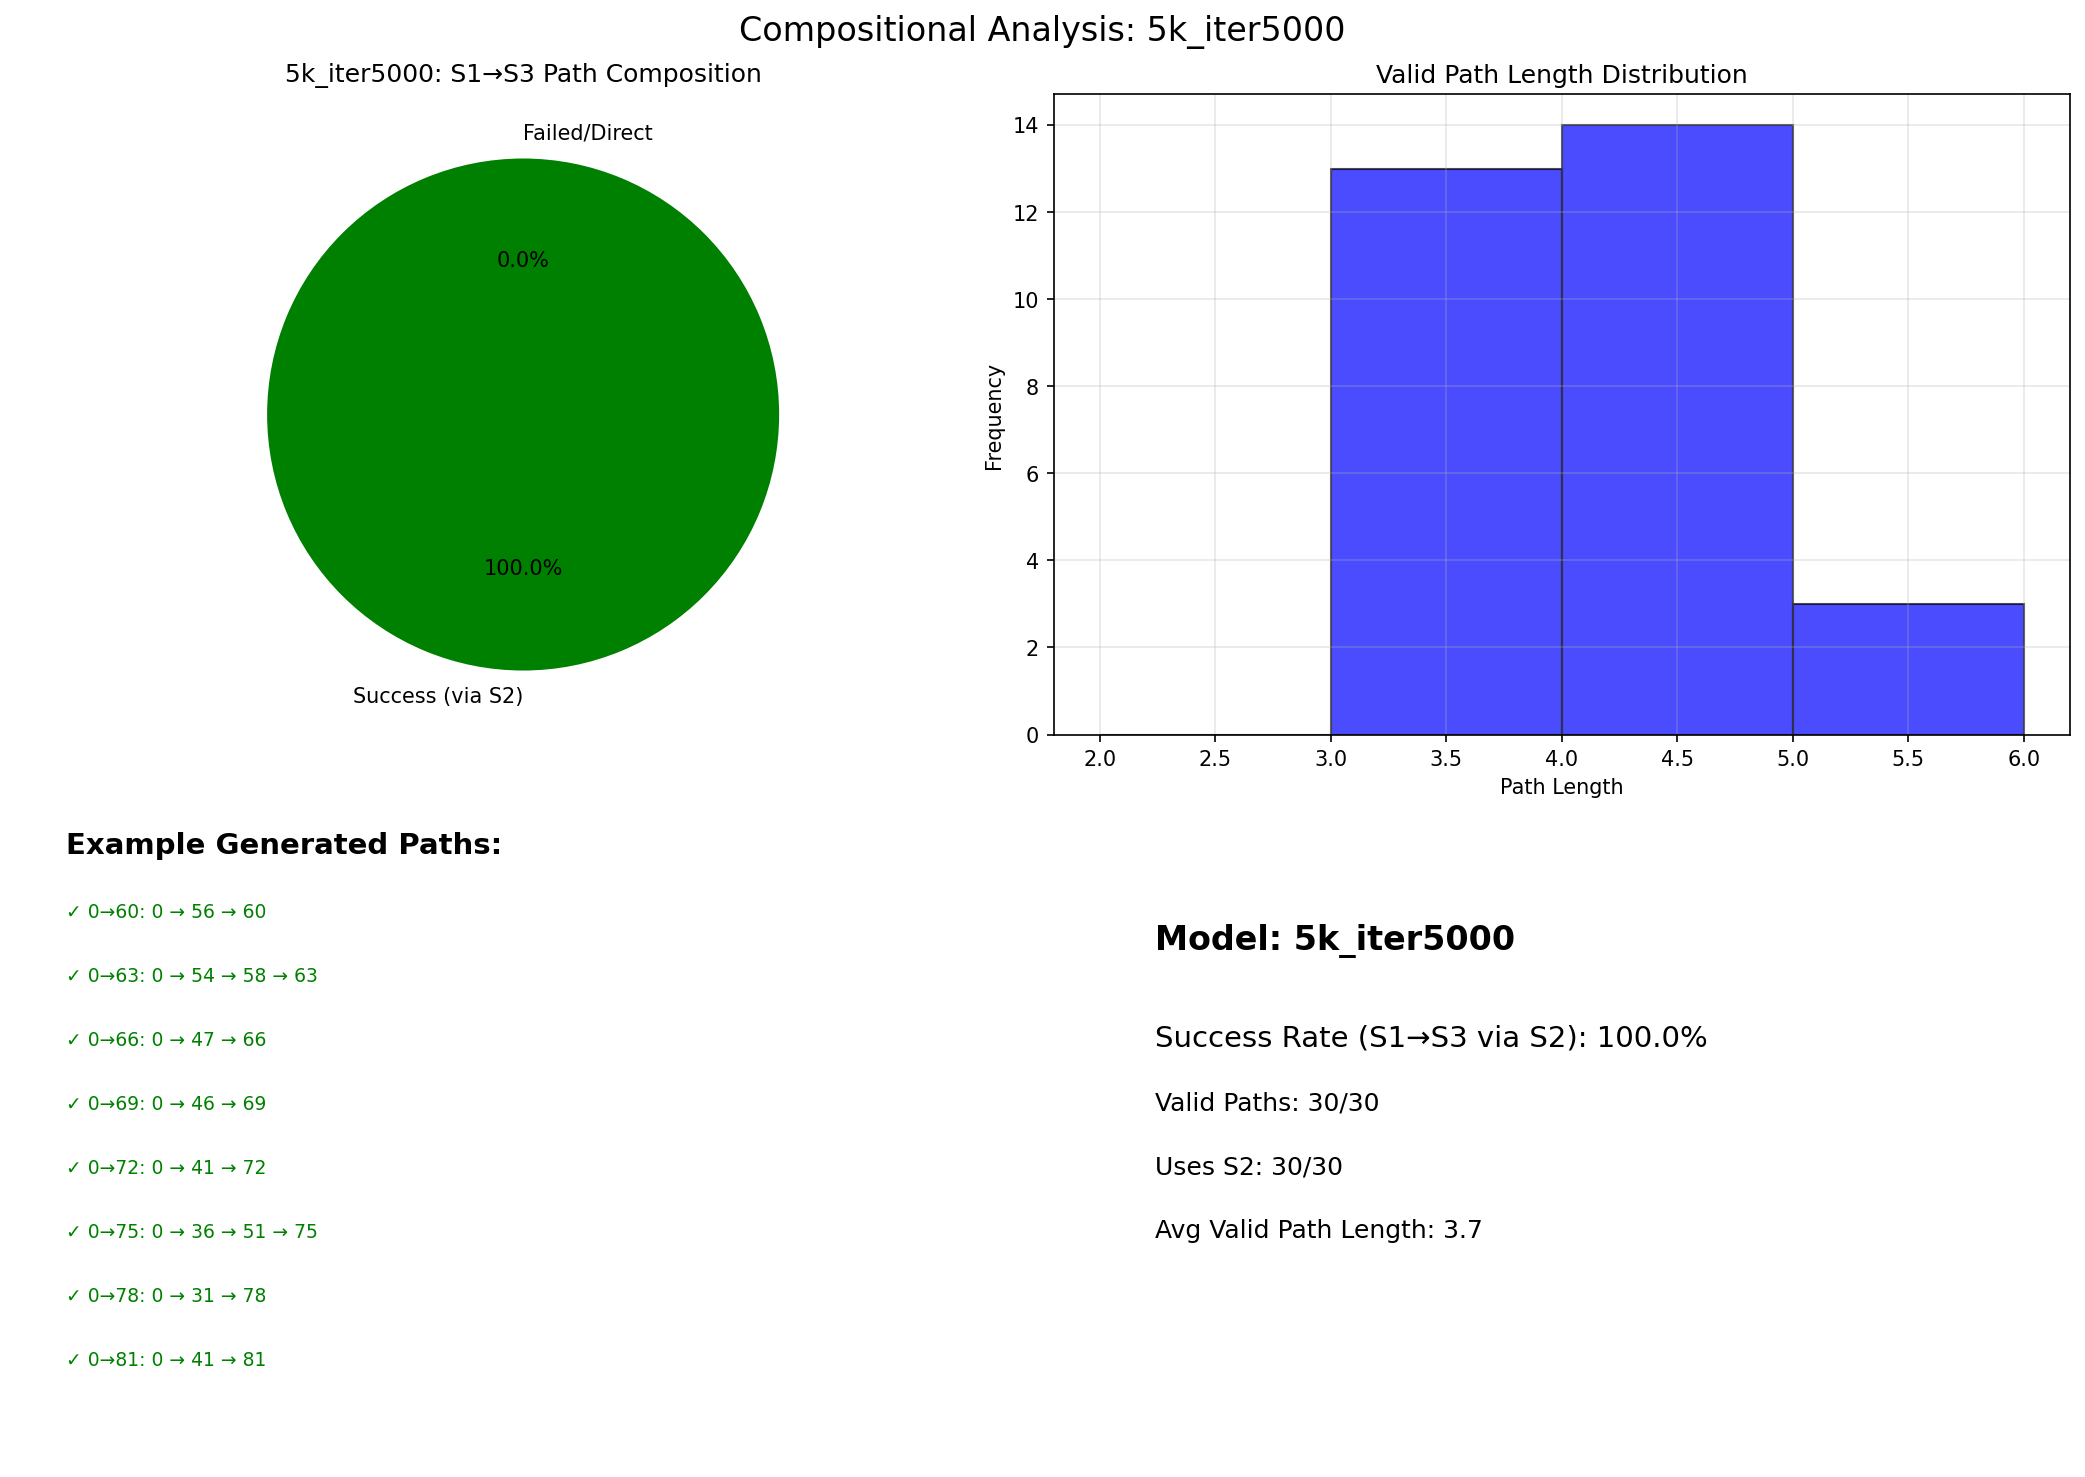 Compositional Analysis: 5k_iter5000
5k_iter5000: S1→S3 Path Composition
Failed/Direct
0.0%
100.0%
Success (via S2)
Valid Path Length Distribution
14
12
10
8
6
4
2
0
Frequency
2.0 2.5 3.0 3.5 4.0 4.5 5.0 5.5 6.0
Path Length
Example Generated Paths:
✓ 0→60: 0 → 56 → 60
✓ 0→63: 0 → 54 → 58 → 63
✓ 0→66: 0 → 47 → 66
✓ 0→69: 0 → 46 → 69
✓ 0→72: 0 → 41 → 72
✓ 0→75: 0 → 36 → 51 → 75
✓ 0→78: 0 → 31 → 78
✓ 0→81: 0 → 41 → 81
Model: 5k_iter5000
Success Rate (S1→S3 via S2): 100.0%
Valid Paths: 30/30
Uses S2: 30/30
Avg Valid Path Length: 3.7